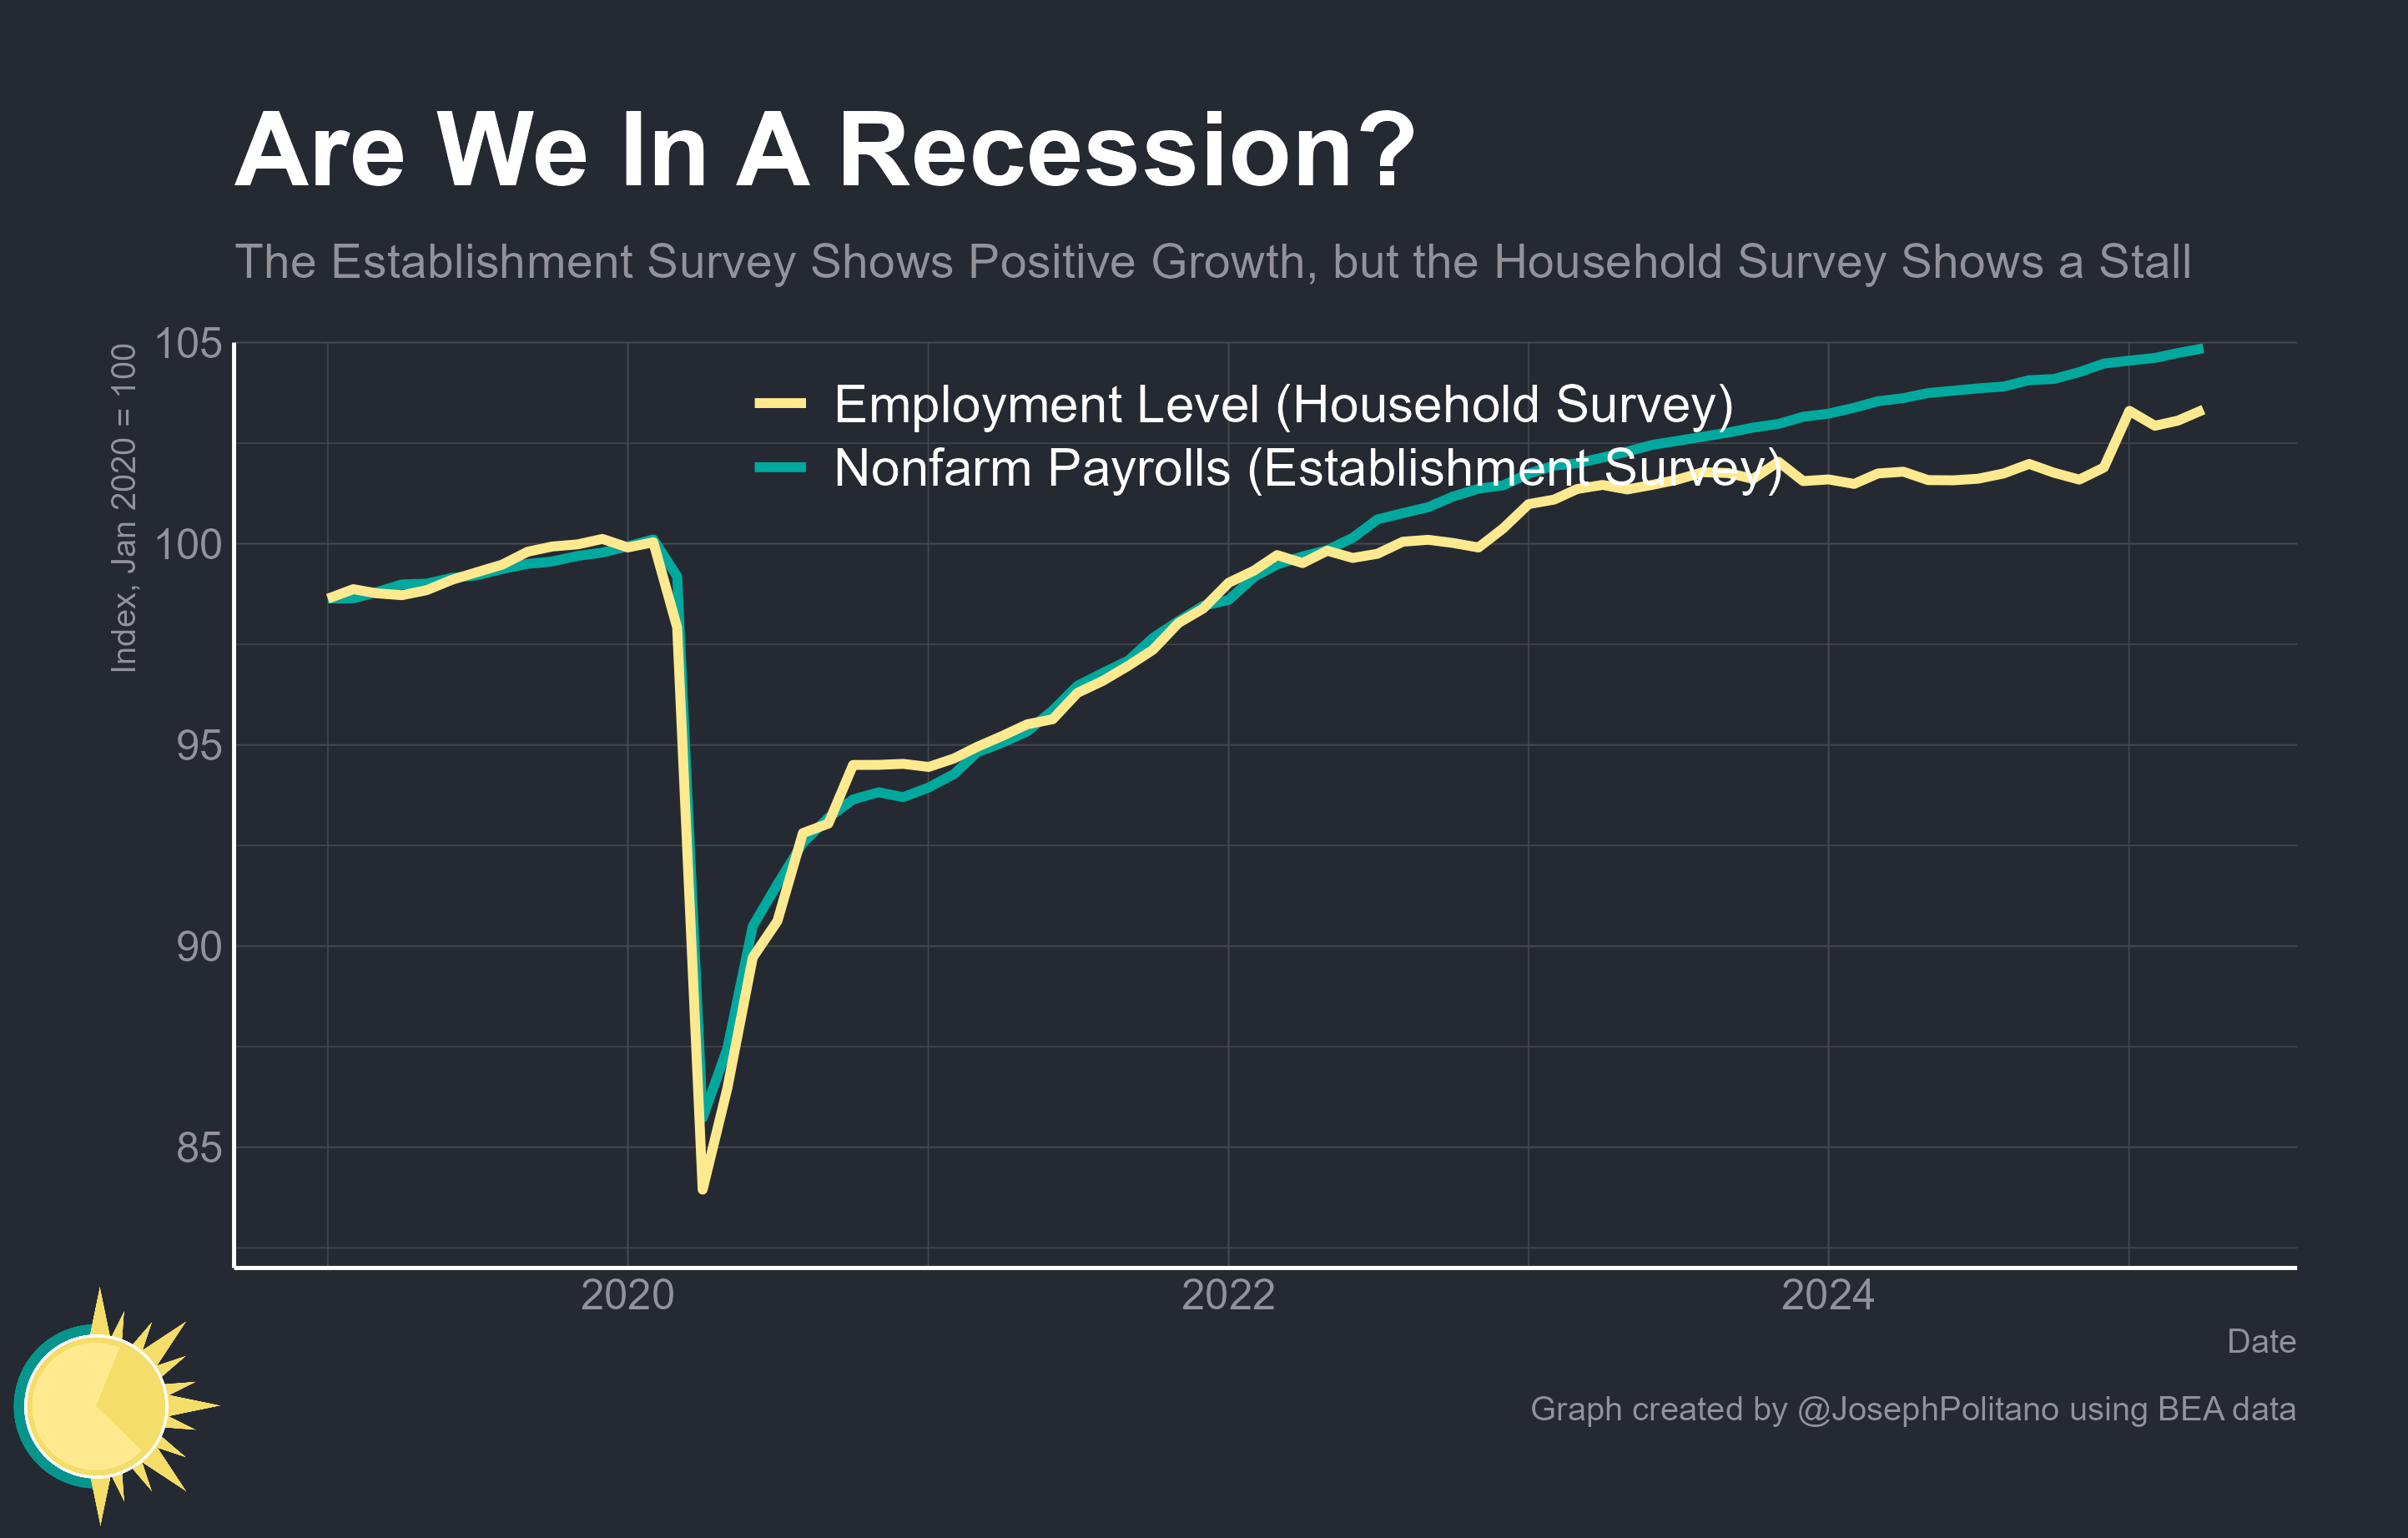 Are We In A Recession?
The Establishment Survey Shows Positive Growth, but the Household Survey Shows a Stall
Index, Jan 2020 = 100
105
100
95
90
85
Employment Level (Household Survey)
Nonfarm Payrolls (Establishment Survey)
2020
2022
2024
Date
Graph created by @JosephPolitano using BEA data